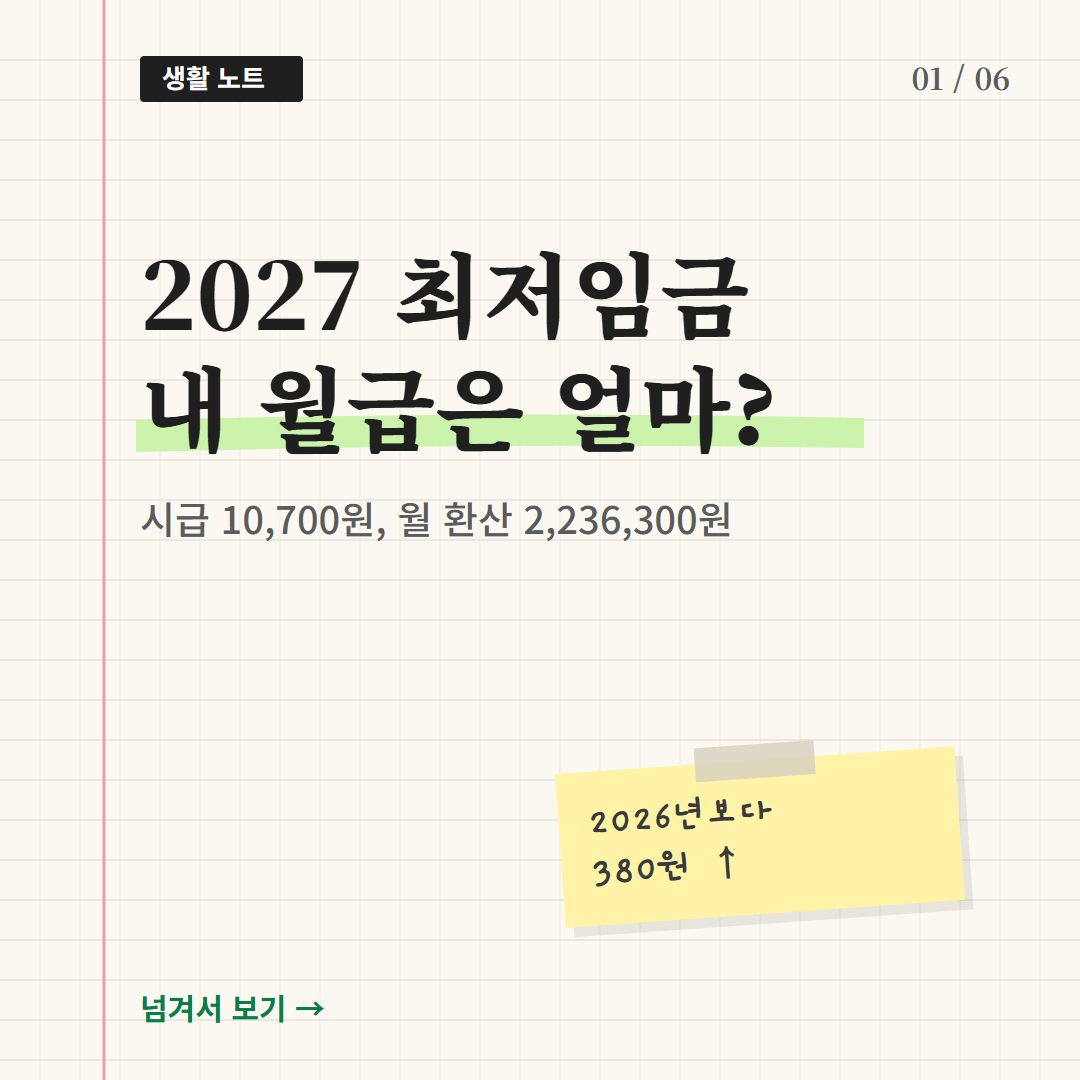 생활 노트
01 / 06
2027 최저임금
내 월급은 얼마?
시급 10,700원, 월 환산 2,236,300원
2026년보다
380원 ↑
넘겨서 보기 →